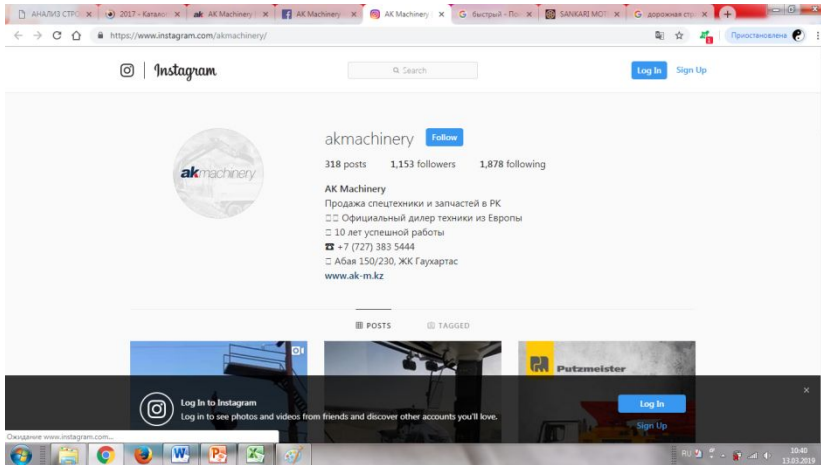 АНАЛИЗ СТРО
2017 - Катало
ak AK Machinery
AK Machinery
AK Machinery
быстрый - По
SANKARI MOT
дорожная стр
https://www.instagram.com/akmachinery/
Приостановлена
Instagram
Search
Log In
Sign Up
akmachinery
akmachinery Follow
318 posts 1,153 followers 1,878 following
AK Machinery
Продажа спецтехники и запчастей в РК
Официальный дилер техники из Европы
10 лет успешной работы
☎ +7 (727) 383 5444
Абая 150/230, ЖК Гаухартас
www.ak-m.kz
POSTS TAGGED
Putzmeister
Log In to Instagram
Log in to see photos and videos from friends and discover other accounts you'll love.
Log In
Sign Up
Ожидание www.instagram.com...
RU
10:40
13.03.2019